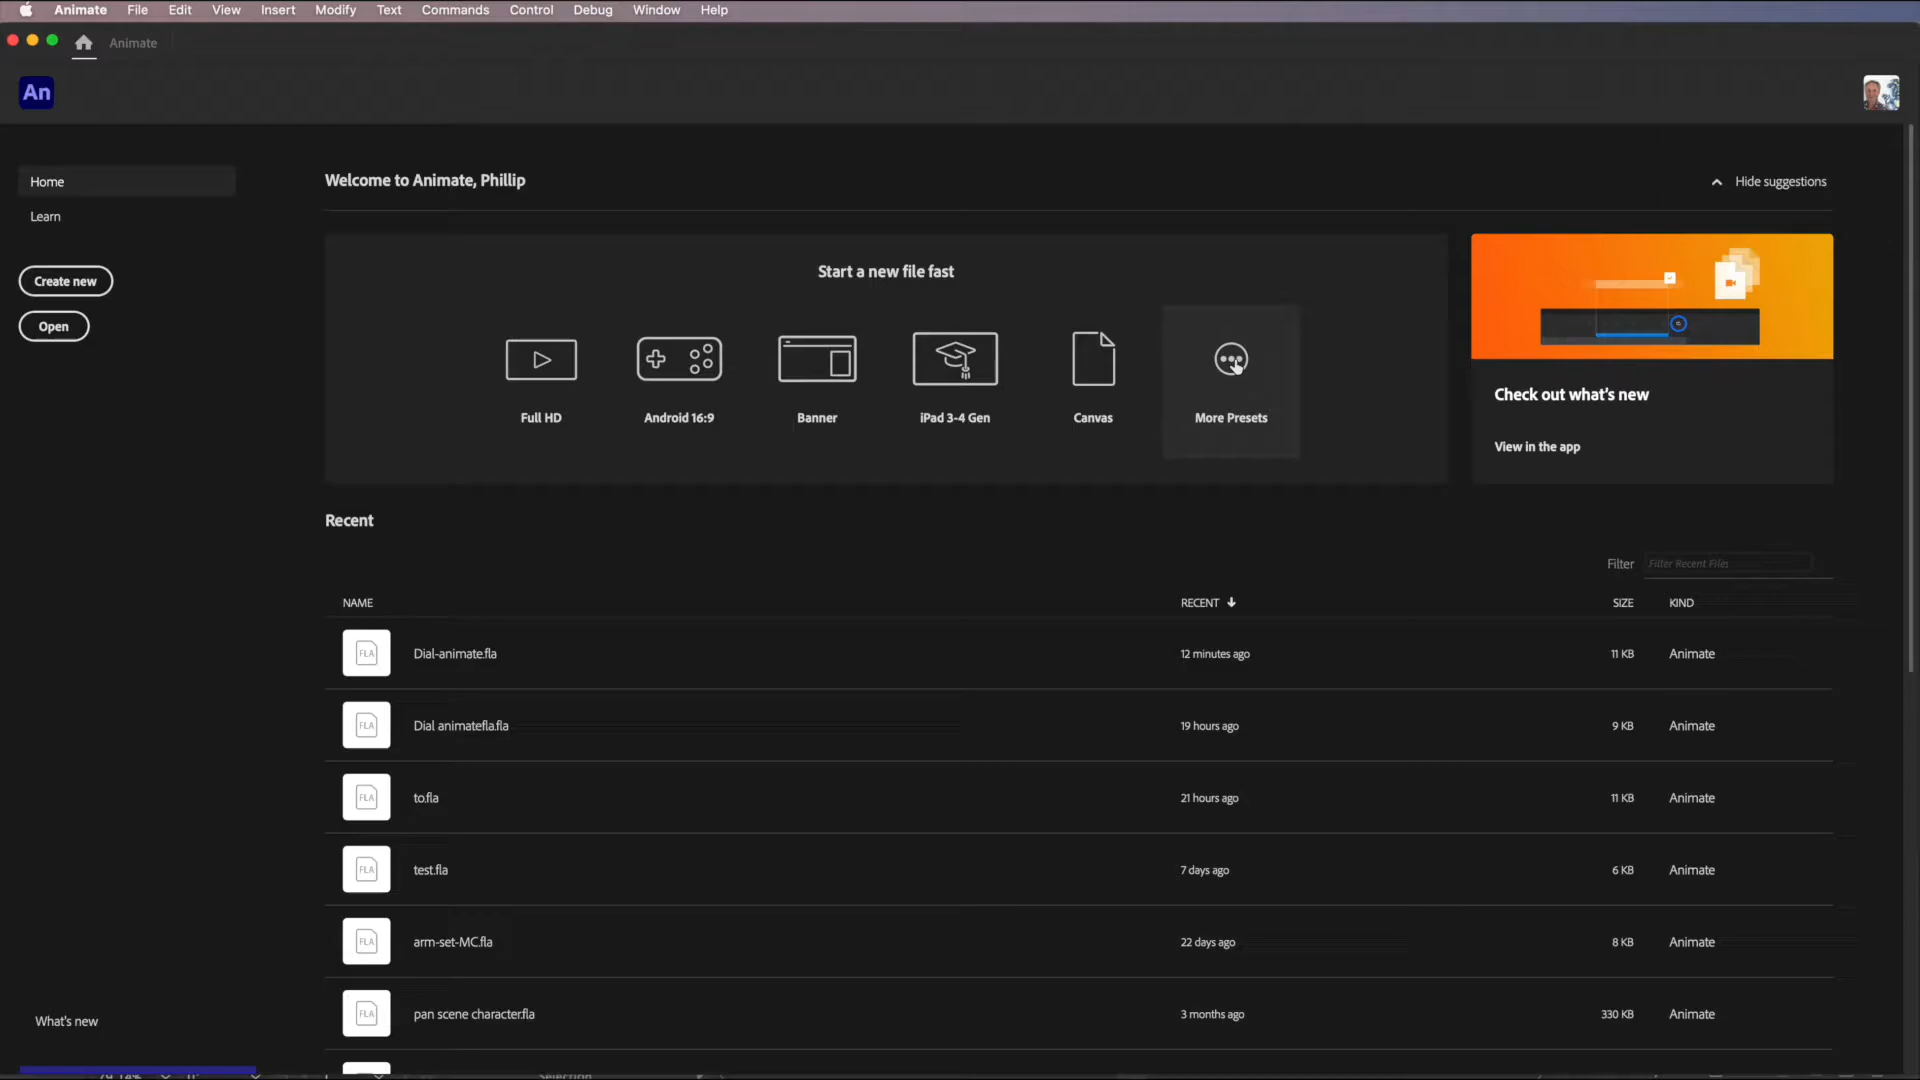 Animate File Edit View Insert Modify Text Commands Control Debug Window Help
Animate
An
Home
Learn
Create new
Open
Welcome to Animate, Phillip
Hide suggestions
Start a new file fast
Full HD Android 16:9 Banner iPad 3-4 Gen Canvas More Presets
Check out what's new
View in the app
Recent
Filter Filter Recent Files
NAME RECENT SIZE KIND
FLA Dial-animate.fla 12 minutes ago 11 KB Animate
FLA Dial animatefla.fla 19 hours ago 9 KB Animate
FLA to.fla 21 hours ago 11 KB Animate
FLA test.fla 7 days ago 6 KB Animate
FLA arm-set-MC.fla 22 days ago 8 KB Animate
FLA pan scene character.fla 3 months ago 330 KB Animate
What's new